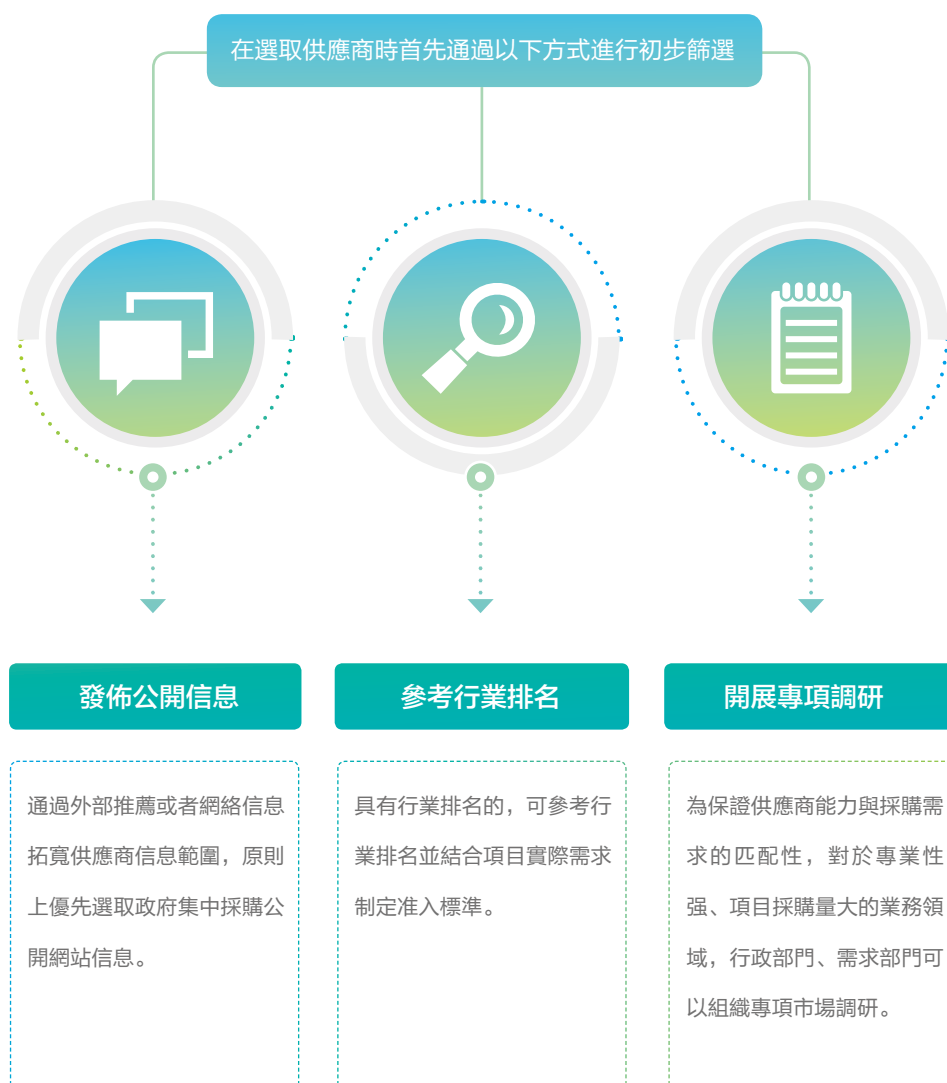 在選取供應商時首先通過以下方式進行初步篩選
發佈公開信息
通過外部推薦或者網絡信息
拓寬供應商信息範圍，原則
上優先選取政府集中採購公
開網站信息。
參考行業排名
具有行業排名的，可參考行
業排名並結合項目實際需求
制定准入標準。
開展專項調研
為保證供應商能力與採購需
求的匹配性，對於專業性
强、項目採購量大的業務領
域，行政部門、需求部門可
以組織專項市場調研。